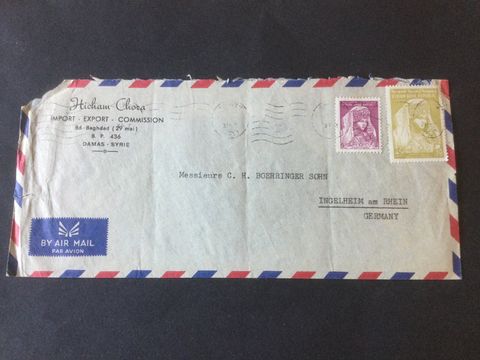 Hicham Chora
IMPORT - EXPORT - COMMISSION
Bd-Baghdad (29 mai)
B. P. 436
DAMAS - SYRIE
Messieurs C. H. BOEHRINGER SOHN
INGELHEIM am RHEIN
GERMANY
BY AIR MAIL
PAR AVION